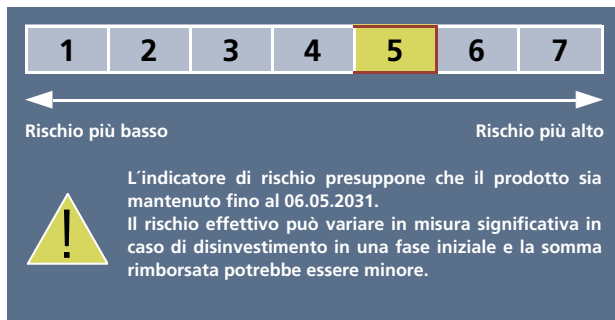 1 2 3 4 5 6 7
Rischio più basso Rischio più alto
L´indicatore di rischio presuppone che il prodotto sia
mantenuto fino al 06.05.2031.
Il rischio effettivo può variare in misura significativa in
caso di disinvestimento in una fase iniziale e la somma
rimborsata potrebbe essere minore.
!